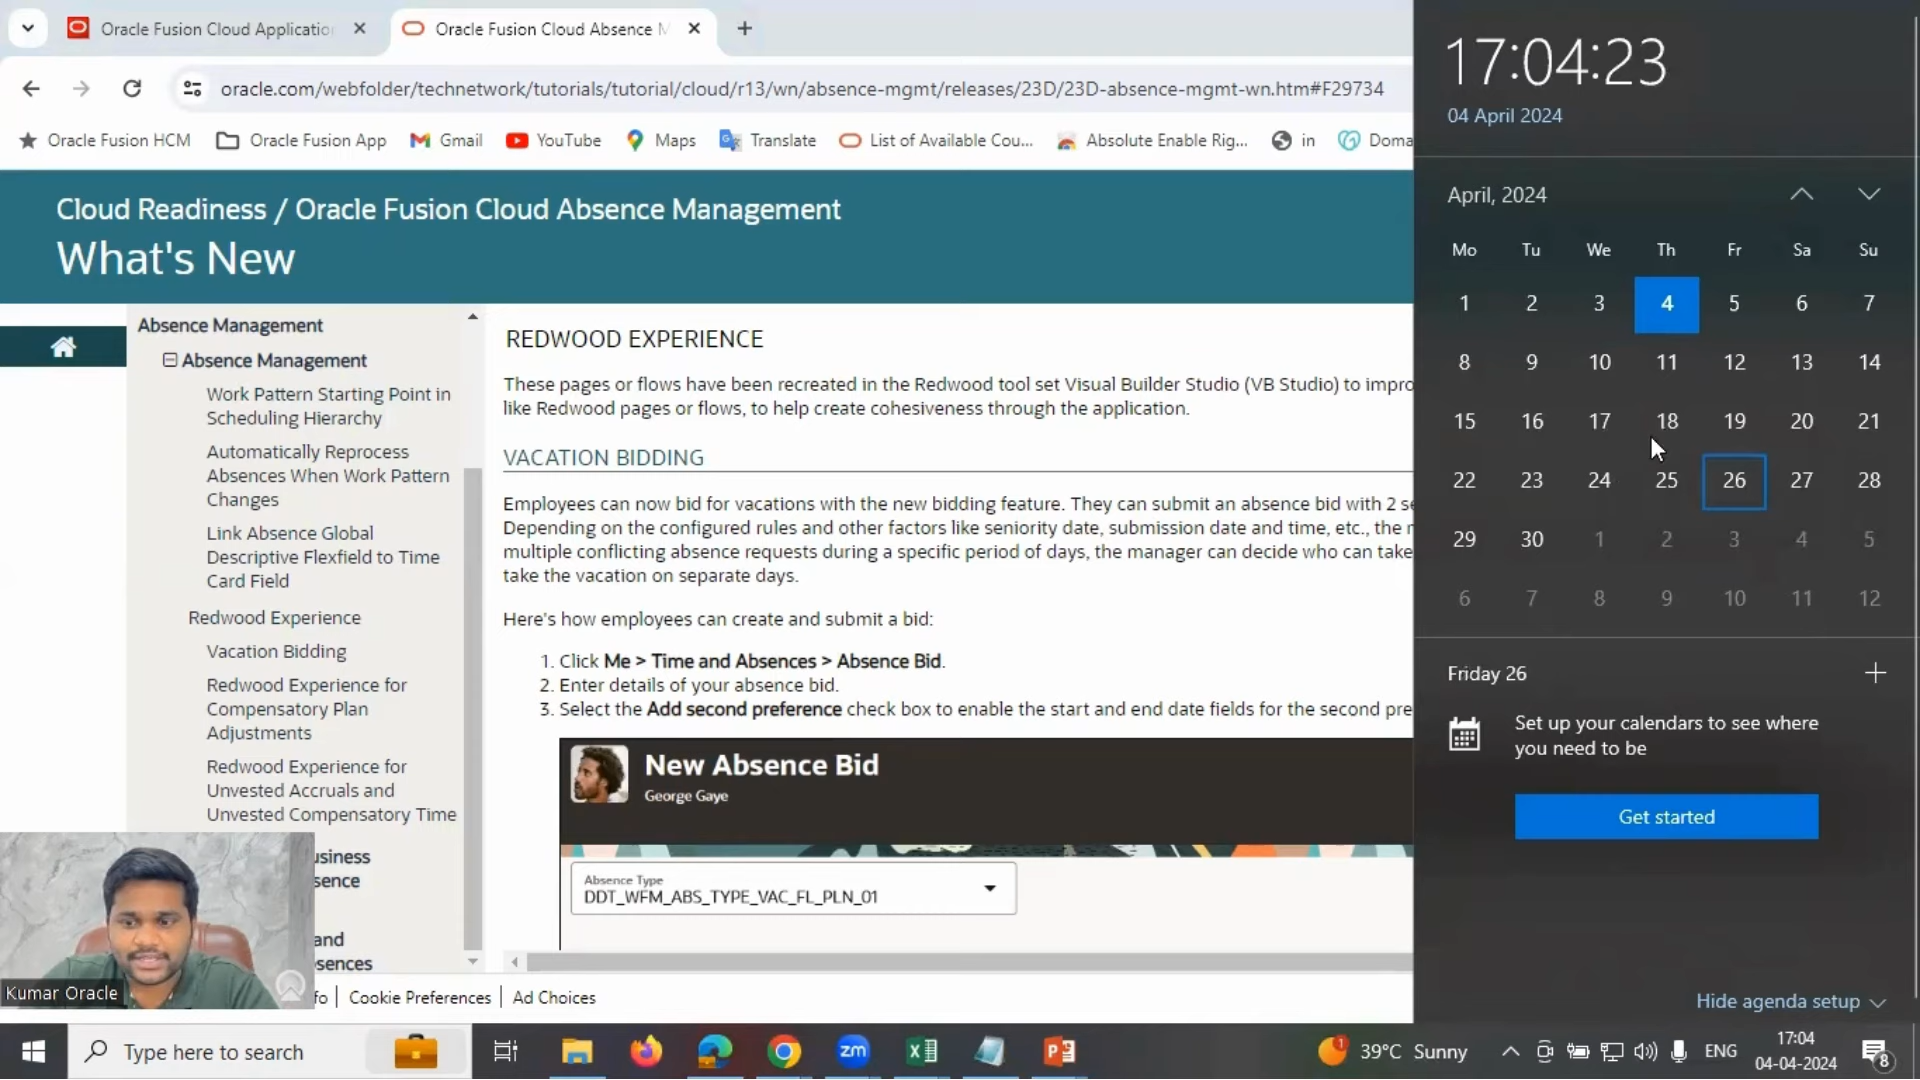 Oracle Fusion Cloud Applicatio
Oracle Fusion Cloud Absence M
oracle.com/webfolder/technetwork/tutorials/tutorial/cloud/r13/wn/absence-mgmt/releases/23D/23D-absence-mgmt-wn.htm#F29734
Oracle Fusion HCM
Oracle Fusion App
Gmail
YouTube
Maps
Translate
List of Available Cou...
Absolute Enable Rig...
in
Doma
Cloud Readiness / Oracle Fusion Cloud Absence Management
What's New
Absence Management
Absence Management
Work Pattern Starting Point in
Scheduling Hierarchy
Automatically Reprocess
Absences When Work Pattern
Changes
Link Absence Global
Descriptive Flexfield to Time
Card Field
Redwood Experience
Vacation Bidding
Redwood Experience for
Compensatory Plan
Adjustments
Redwood Experience for
Unvested Accruals and
Unvested Compensatory Time
usiness
sence
and
sences
REDWOOD EXPERIENCE
These pages or flows have been recreated in the Redwood tool set Visual Builder Studio (VB Studio) to impro
like Redwood pages or flows, to help create cohesiveness through the application.
VACATION BIDDING
Employees can now bid for vacations with the new bidding feature. They can submit an absence bid with 2 se
Depending on the configured rules and other factors like seniority date, submission date and time, etc., the r
multiple conflicting absence requests during a specific period of days, the manager can decide who can take
take the vacation on separate days.
Here's how employees can create and submit a bid:
1. Click Me > Time and Absences > Absence Bid.
2. Enter details of your absence bid.
3. Select the Add second preference check box to enable the start and end date fields for the second pre
New Absence Bid
George Gaye
Absence Type
DDT_WFM_ABS_TYPE_VAC_FL_PLN_01
Kumar Oracle
fo | Cookie Preferences | Ad Choices
17:04:23
04 April 2024
April, 2024
Mo Tu We Th Fr Sa Su
1 2 3 4 5 6 7
8 9 10 11 12 13 14
15 16 17 18 19 20 21
22 23 24 25 26 27 28
29 30 1 2 3 4 5
6 7 8 9 10 11 12
Friday 26
Set up your calendars to see where
you need to be
Get started
Hide agenda setup
Type here to search
zm
1
39°C Sunny
ENG
17:04
04-04-2024
8